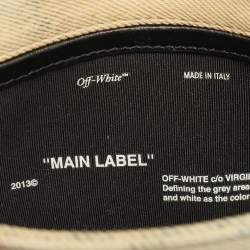 Off-White™
MADE IN ITALY
"MAIN LABEL"
2013©
OFF-WHITE c/o VIRGIL
Defining the grey area
and white as the color